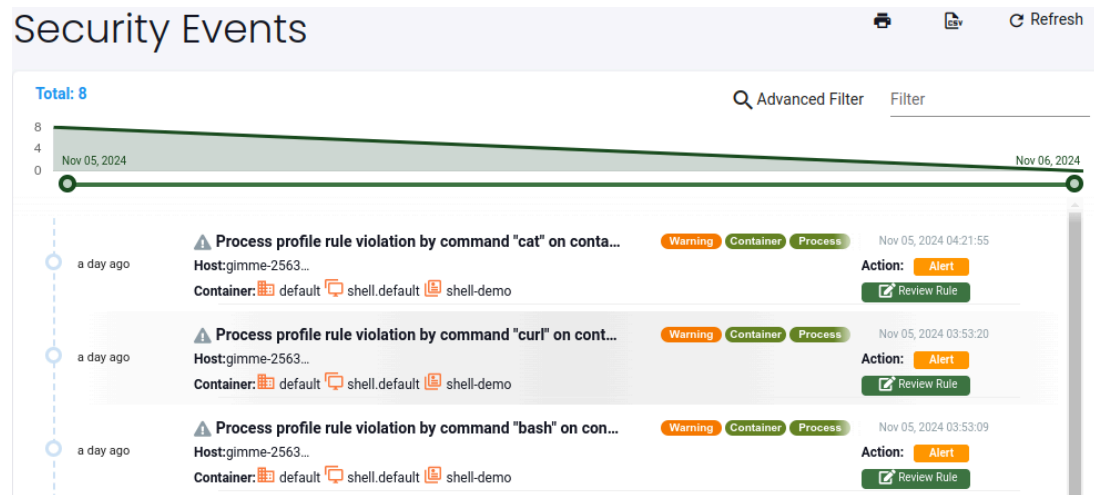 Security Events
CSV
Refresh
Total: 8
Advanced Filter
Filter
8
4
0
Nov 05, 2024
Nov 06, 2024
Process profile rule violation by command "cat" on conta...
Warning Container Process
Nov 05, 2024 04:21:55
a day ago
Host:gimme-2563...
Action: Alert
Container: default shell.default shell-demo
Review Rule
Process profile rule violation by command "curl" on cont...
Warning Container Process
Nov 05, 2024 03:53:20
a day ago
Host:gimme-2563...
Action: Alert
Container: default shell.default shell-demo
Review Rule
Process profile rule violation by command "bash" on con...
Warning Container Process
Nov 05, 2024 03:53:09
a day ago
Host:gimme-2563...
Action: Alert
Container: default shell.default shell-demo
Review Rule